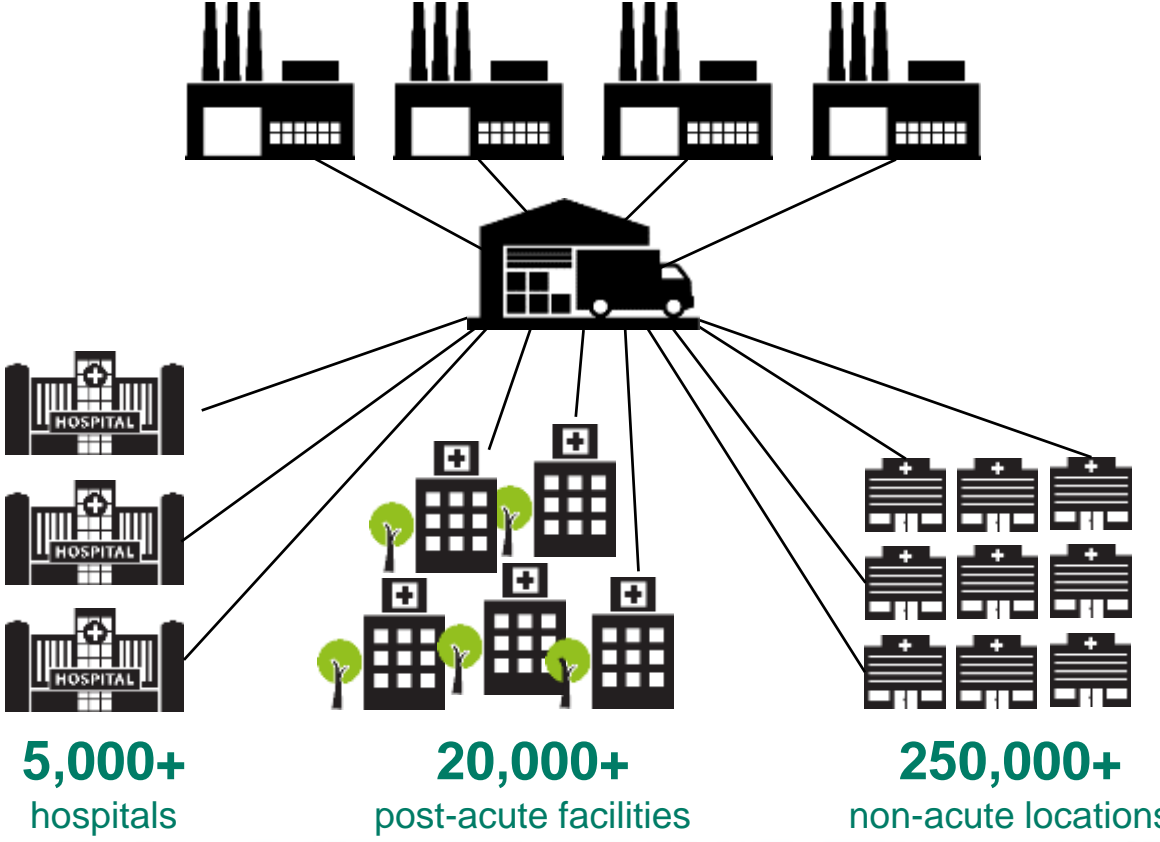 HOSPITAL
HOSPITAL
HOSPITAL
5,000+
hospitals
20,000+
post-acute facilities
250,000+
non-acute locations